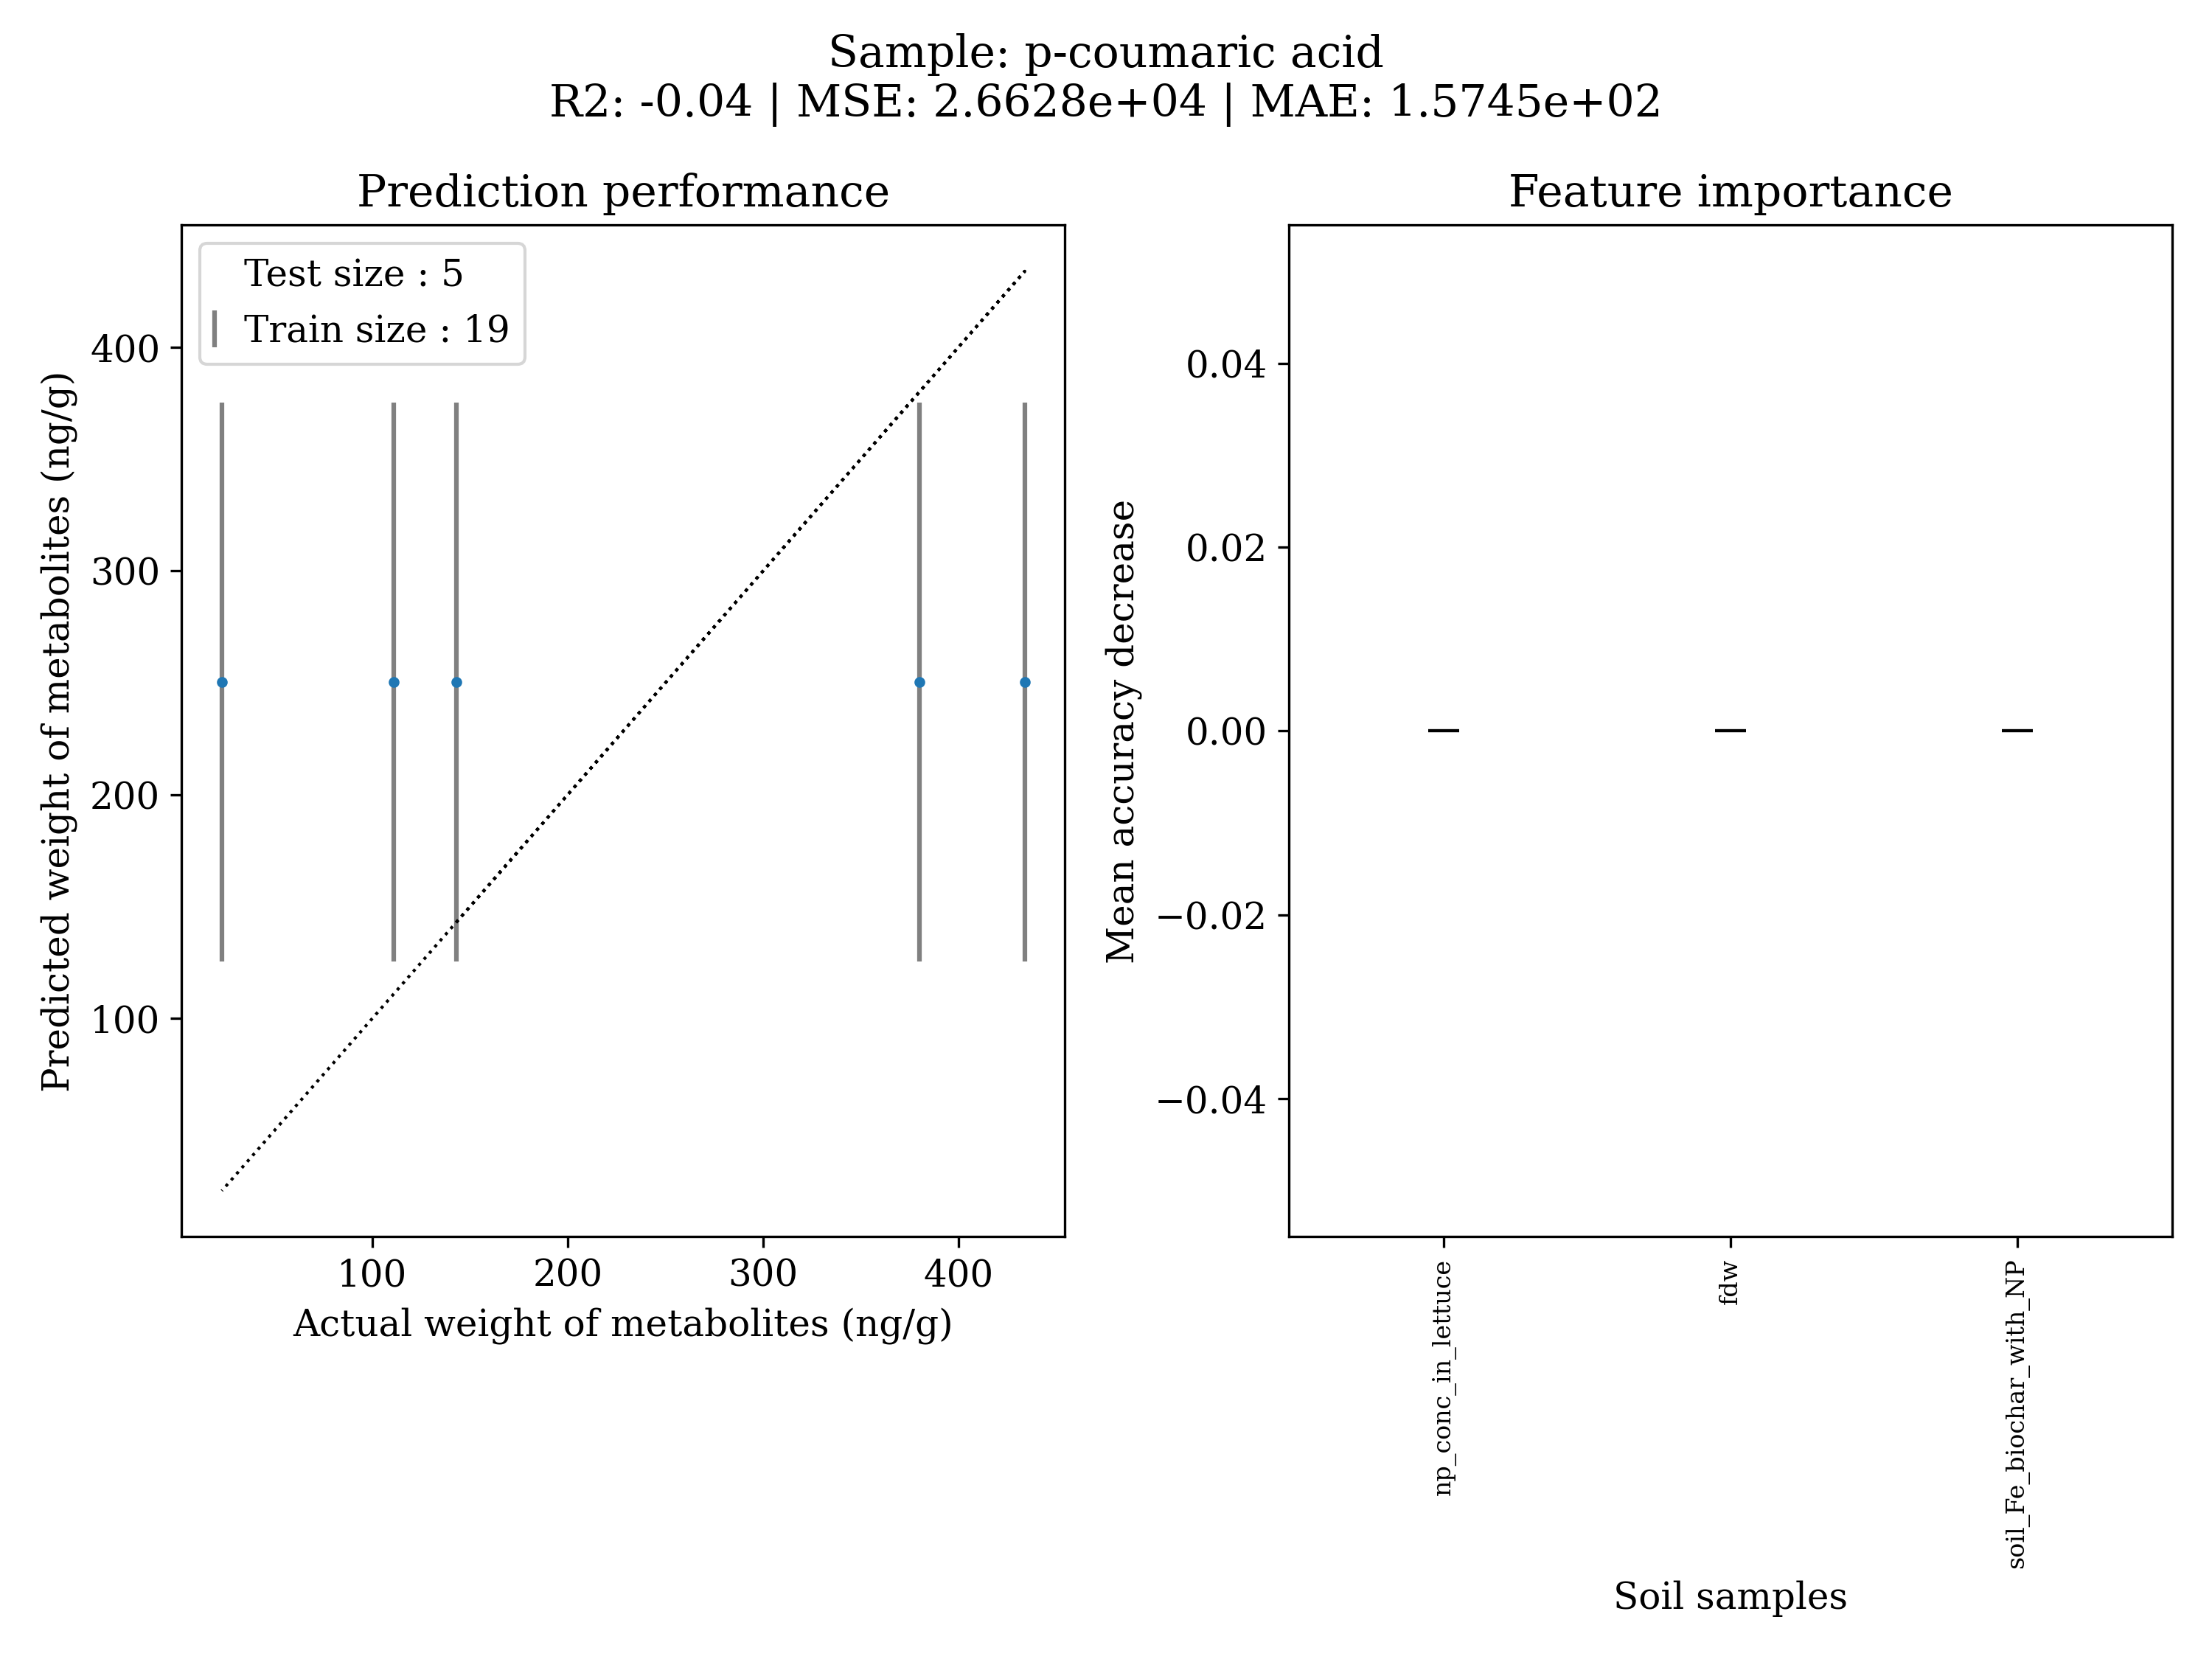 Sample: p-coumaric acid
R2: -0.04 | MSE: 2.6628e+04 | MAE: 1.5745e+02
Prediction performance
Test size : 5
Train size : 19
400
300
200
100
Predicted weight of metabolites (ng/g)
100 200 300 400
Actual weight of metabolites (ng/g)
Feature importance
0.04
0.02
0.00
−0.02
−0.04
Mean accuracy decrease
np_conc_in_lettuce
fdw
soil_Fe_biochar_with_NP
Soil samples